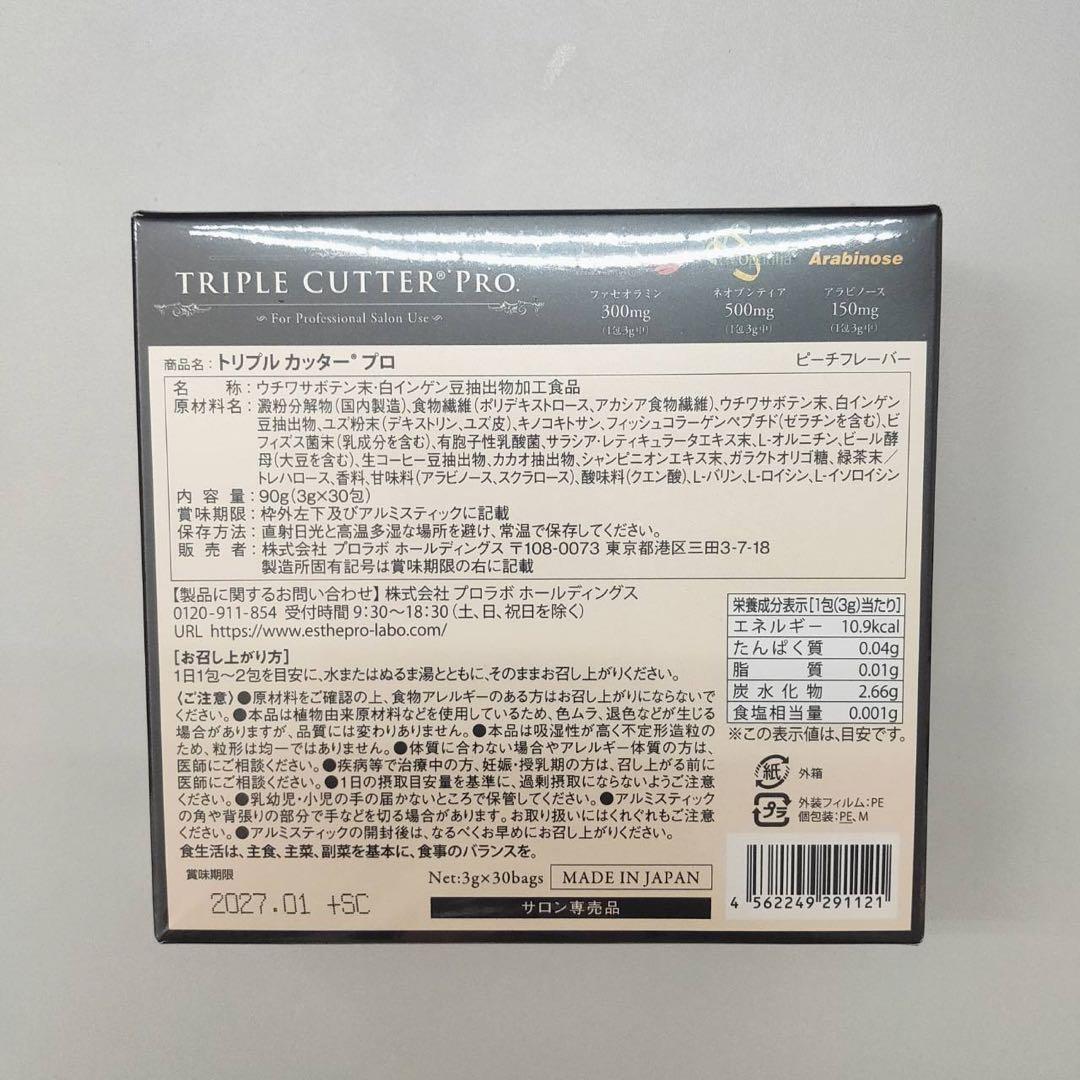 Arabinose
TRIPLE CUTTER® PRO.
For Professional Salon Use
ファセオラミン
300mg
(1包3g中)
ネオプンティア
500mg
(1包3g中)
アラビノース
150mg
(1包3g中)
商品名:トリプル カッター®プロ
ピーチフレーバー
名 称:ウチワサボテン末・白インゲン豆抽出物加工食品
原材料名:澱粉分解物(国内製造)、食物繊維(ポリデキストロース、アカシア食物繊維)、ウチワサボテン末、白インゲン
豆抽出物、ユズ粉末(デキストリン、ユズ皮)、キノコキトサン、フィッシュコラーゲンペプチド(ゼラチンを含む)、ビ
フィズス菌末(乳成分を含む)、有胞子性乳酸菌、サラシア・レティキュラータエキス末、L-オルニチン、ビール酵
母(大豆を含む)、生コーヒー豆抽出物、カカオ抽出物、シャンピニオンエキス末、ガラクトオリゴ糖、緑茶末/
トレハロース、香料、甘味料(アラビノース、スクラロース)、酸味料(クエン酸)、L-バリン、L-ロイシン、L-イソロイシン
内 容 量:90g(3g×30包)
賞味期限:枠外左下及びアルミスティックに記載
保存方法:直射日光と高温多湿な場所を避け、常温で保存してください。
販 売 者:株式会社 プロラボ ホールディングス 〒108-0073 東京都港区三田3-7-18
製造所固有記号は賞味期限の右に記載
【製品に関するお問い合わせ】株式会社 プロラボ ホールディングス
0120-911-854 受付時間 9:30〜18:30(土、日、祝日を除く)
URL https://www.esthepro-labo.com/
[お召し上がり方]
1日1包〜2包を目安に、水またはぬるま湯とともに、そのままお召し上がりください。
〈ご注意〉●原材料をご確認の上、食物アレルギーのある方はお召し上がりにならないで
ください。●本品は植物由来原材料などを使用しているため、色ムラ、退色などが生じる
場合がありますが、品質には変わりありません。●本品は吸湿性が高く不定形造粒のた
め、粒形は均一ではありません。●体質に合わない場合やアレルギー体質の方は、
医師にご相談ください。●疾病等で治療中の方、妊娠・授乳期の方は、召し上がる前に
医師にご相談ください。●1日の摂取目安量を基準に、過剰摂取にならないようご注意
ください。●乳幼児・小児の手の届かないところで保管してください。●アルミスティック
の角や背張りの部分で手などを切る場合があります。お取り扱いにはくれぐれもご注意
ください。●アルミスティックの開封後は、なるべくお早めにお召し上がりください。
食生活は、主食、主菜、副菜を基本に、食事のバランスを。
栄養成分表示[1包(3g)当たり]
エネルギー 10.9kcal
たんぱく質 0.04g
脂 質 0.01g
炭水化物 2.66g
食塩相当量 0.001g
※この表示値は、目安です。
紙 外箱
プラ 外装フィルム:PE
個包装:PE、M
賞味期限
2027.01 +SC
Net:3g×30bags
MADE IN JAPAN
サロン専売品
4 562249 291121